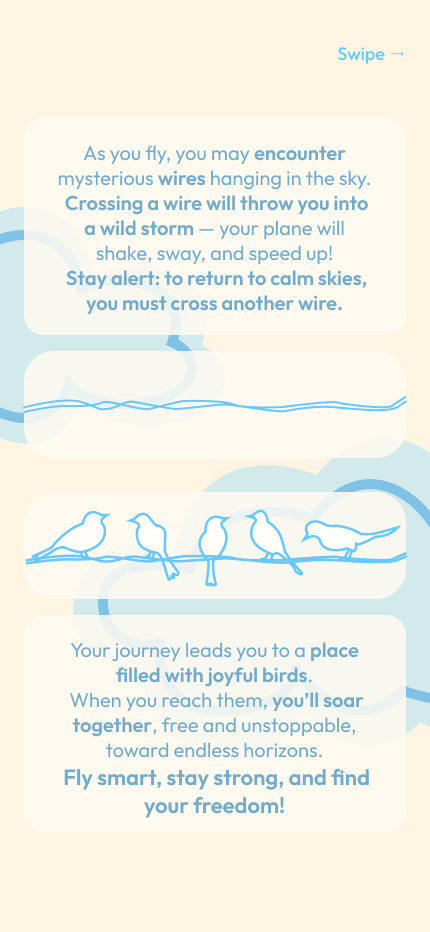 Swipe →
As you fly, you may encounter
mysterious wires hanging in the sky.
Crossing a wire will throw you into
a wild storm — your plane will
shake, sway, and speed up!
Stay alert: to return to calm skies,
you must cross another wire.
Your journey leads you to a place
filled with joyful birds.
When you reach them, you’ll soar
together, free and unstoppable,
toward endless horizons.
Fly smart, stay strong, and find
your freedom!